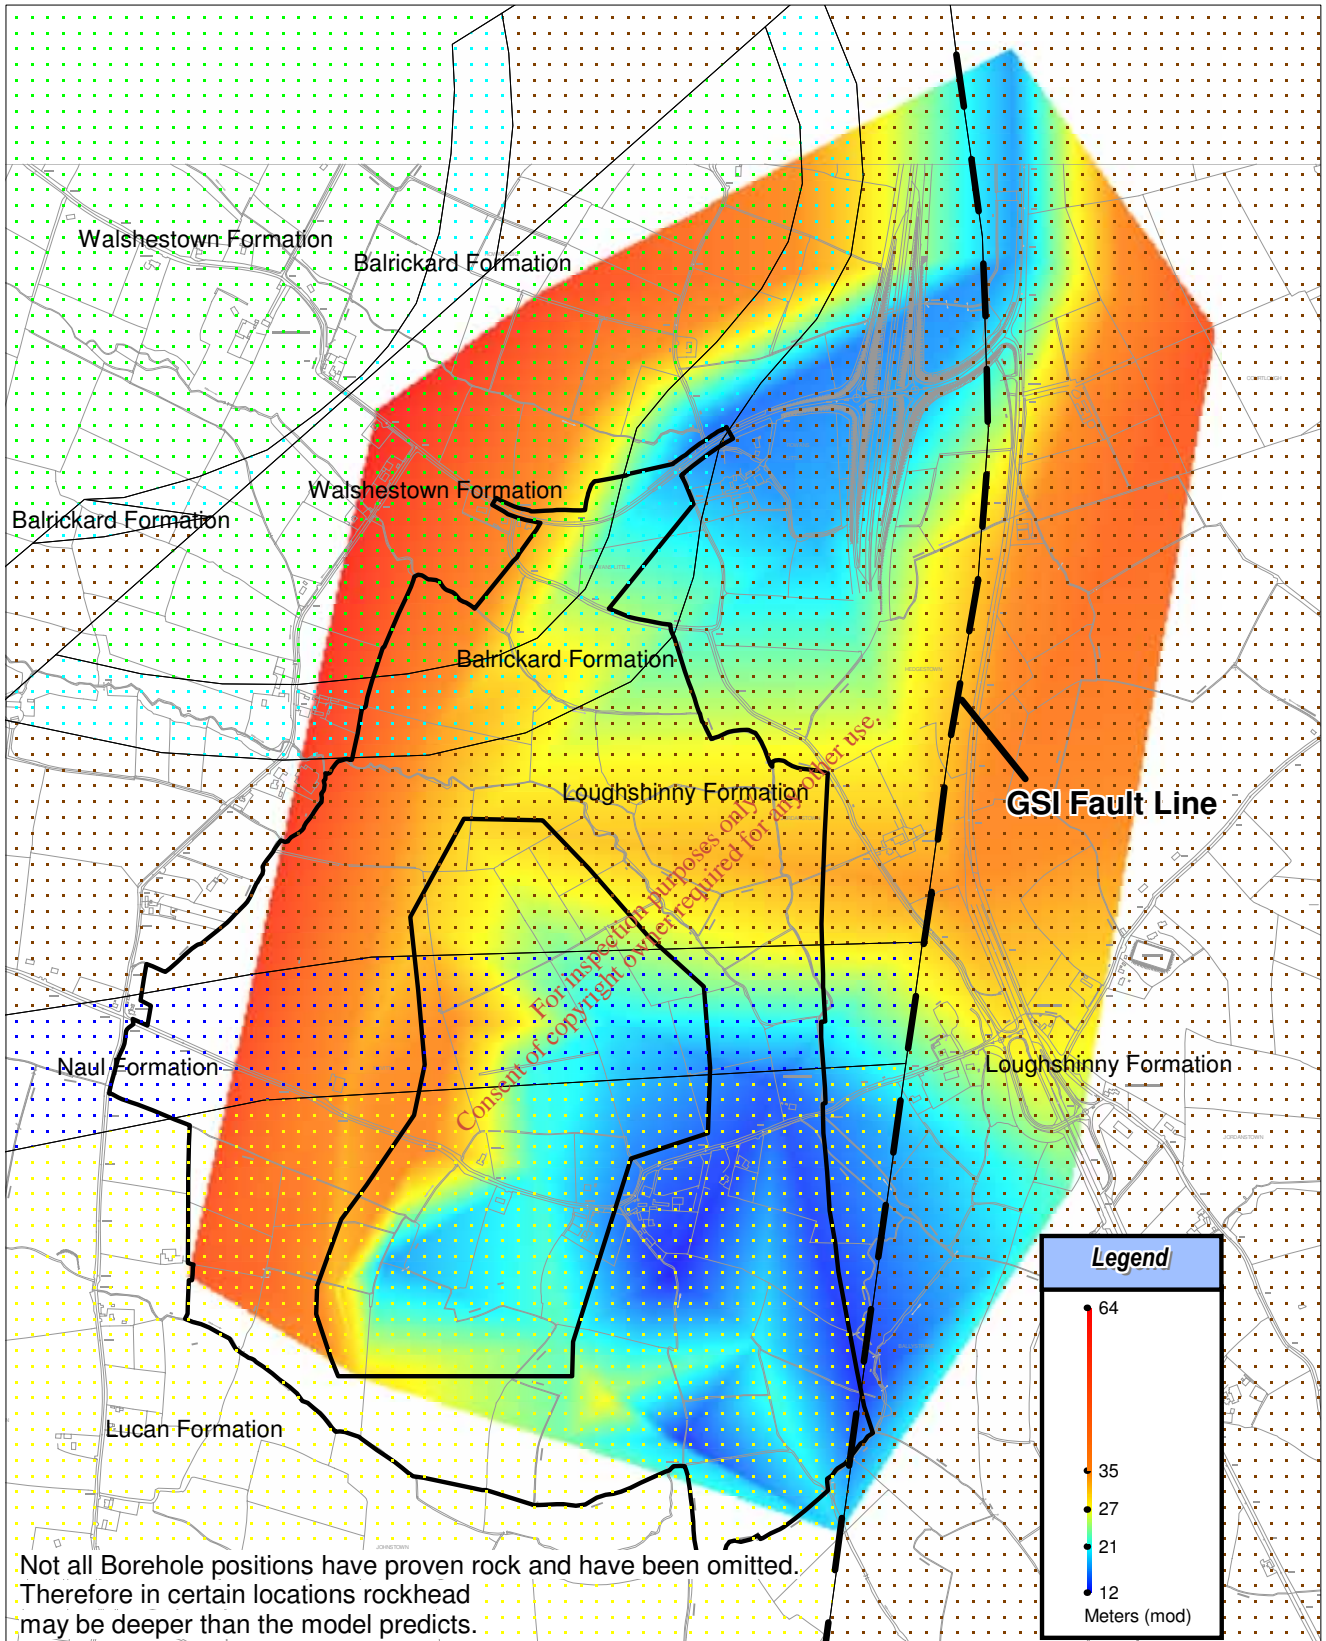 Walshestown Formation
Balrickard Formation
Walshestown Formation
Balrickard Formation
Balrickard Formation
Loughshinny Formation
GSI Fault Line
For inspection purposes only.
Consent of copyright owner required for any other use.
Naul Formation
Loughshinny Formation
Lucan Formation
HEDGESTOWN
JORDANSTOWN
JOHNSTOWN
Legend
64
35
27
21
12
Meters (mod)
Not all Borehole positions have proven rock and have been omitted.
Therefore in certain locations rockhead
may be deeper than the model predicts.